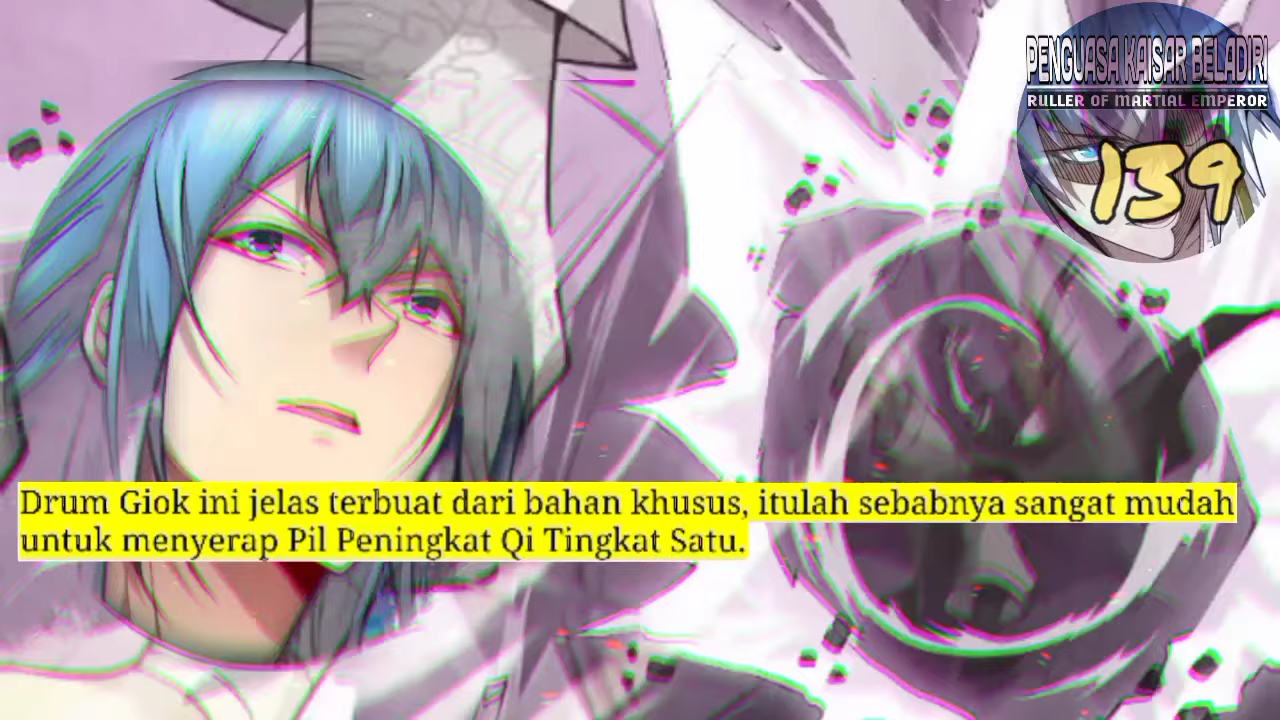 PENGUASA KAISAR BELADIRI
RULLER OF MARTIAL EMPEROR
139
Drum Giok ini jelas terbuat dari bahan khusus, itulah sebabnya sangat mudah
untuk menyerap Pil Peningkat Qi Tingkat Satu.